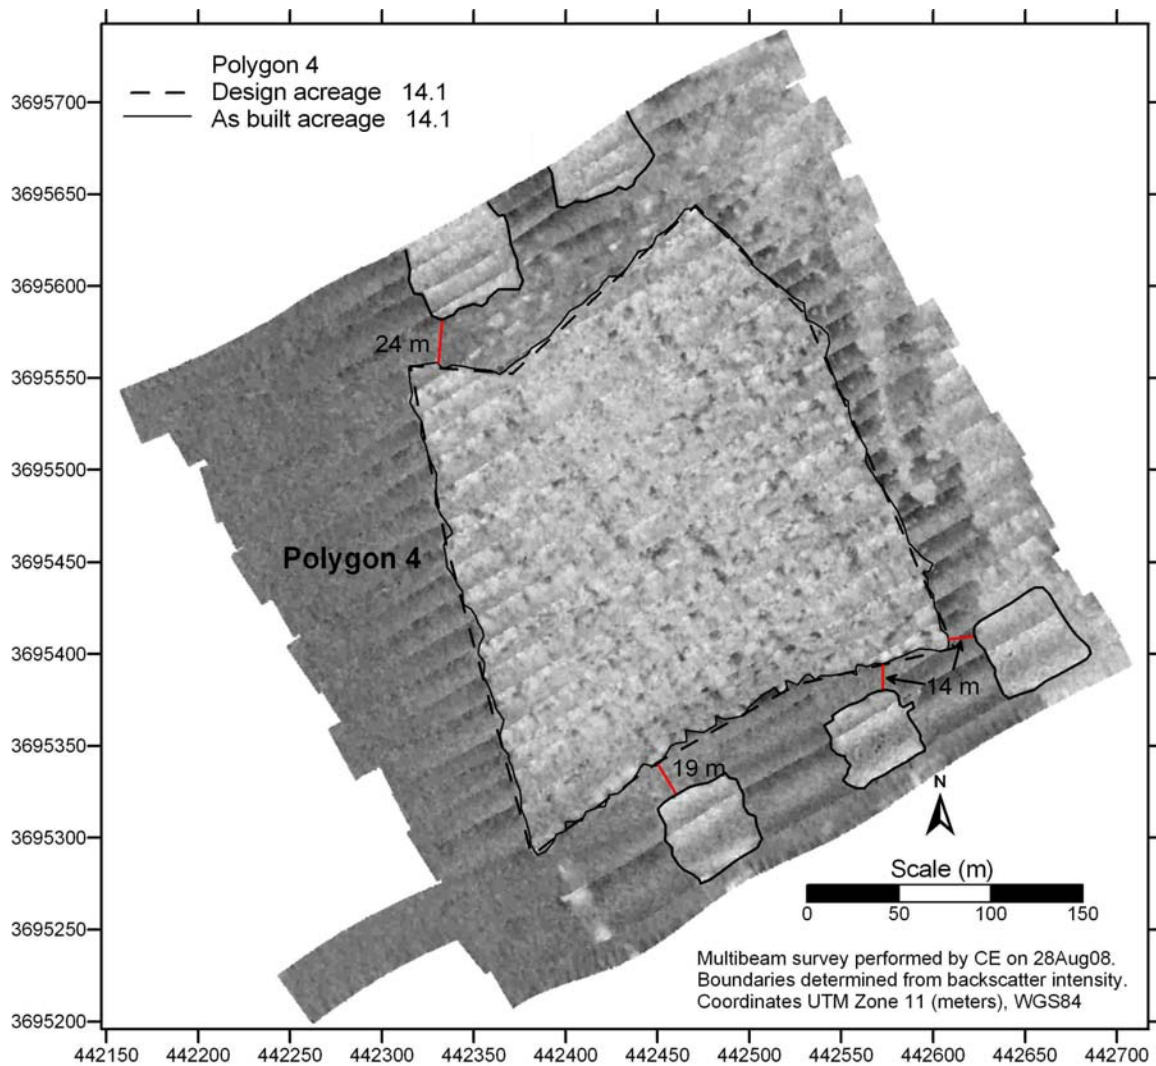 Polygon 4
Design acreage 14.1
As built acreage 14.1
3695700
3695650
3695600
3695550
3695500
3695450
3695400
3695350
3695300
3695250
3695200
24 m
Polygon 4
14 m
19 m
N
Scale (m)
0 50 100 150
Multibeam survey performed by CE on 28Aug08.
Boundaries determined from backscatter intensity.
Coordinates UTM Zone 11 (meters), WGS84
442150 442200 442250 442300 442350 442400 442450 442500 442550 442600 442650 442700